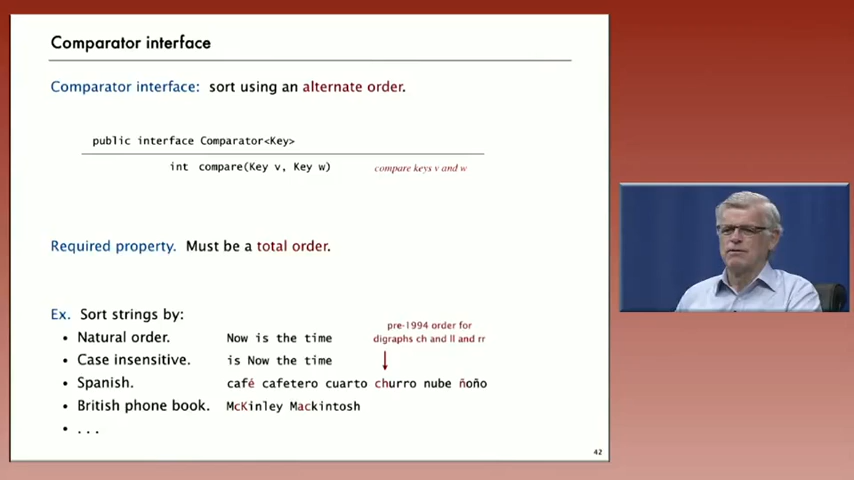 Comparator interface
Comparator interface: sort using an alternate order.
public interface Comparator<Key>
int compare(Key v, Key w) compare keys v and w
Required property. Must be a total order.
Ex. Sort strings by:
pre-1994 order for
digraphs ch and ll and rr
• Natural order. Now is the time
• Case insensitive. is Now the time
• Spanish. café cafetero cuarto churro nube ñoño
• British phone book. McKinley Mackintosh
• . . .
42